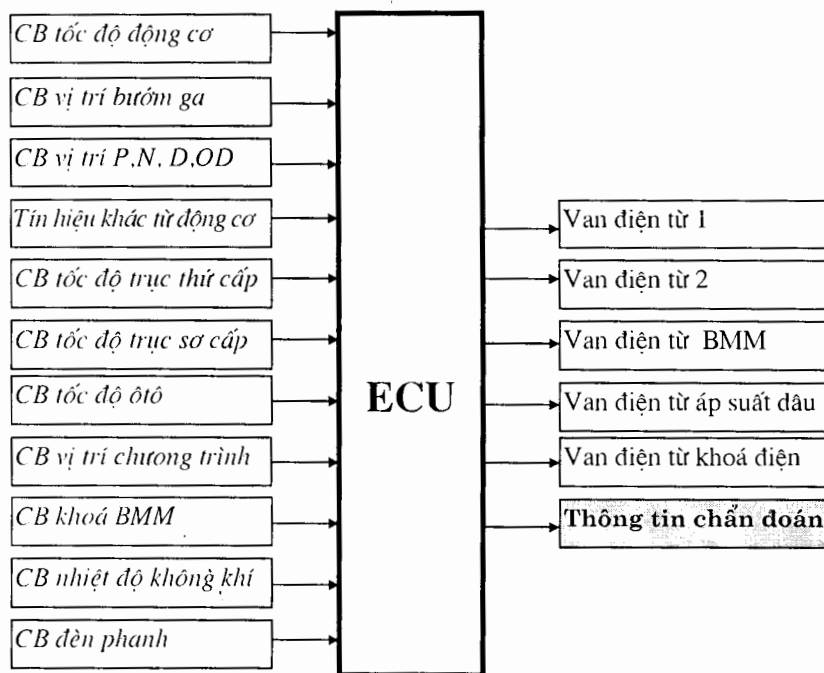 CB tốc độ động cơ
CB vị trí bướm ga
CB vị trí P,N, D,OD
Tín hiệu khác từ động cơ
CB tốc độ trục thứ cấp
CB tốc độ trục sơ cấp
CB tốc độ ôtô
CB vị trí chương trình
CB khoá BMM
CB nhiệt độ không khí
CB đèn phanh
ECU
Van điện từ 1
Van điện từ 2
Van điện từ BMM
Van điện từ áp suất dầu
Van điện từ khoá điện
Thông tin chẩn đoán